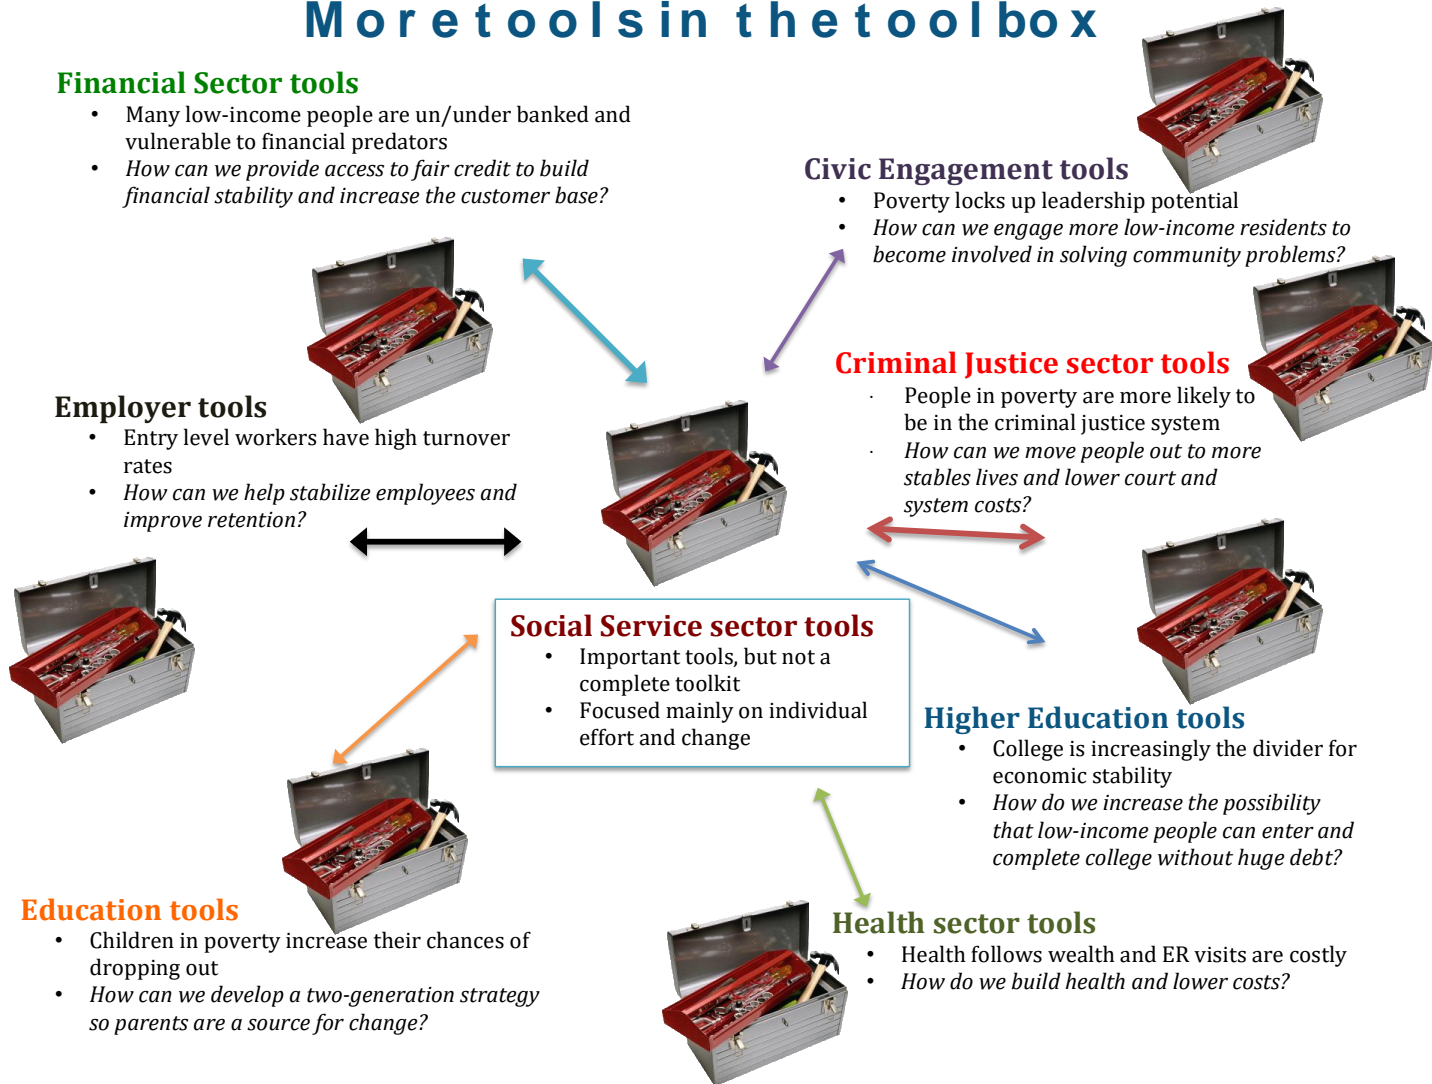 More tools in the toolbox
Financial Sector tools
• Many low-income people are un/under banked and
vulnerable to financial predators
• How can we provide access to fair credit to build
financial stability and increase the customer base?
Civic Engagement tools
• Poverty locks up leadership potential
• How can we engage more low-income residents to
become involved in solving community problems?
Criminal Justice sector tools
· People in poverty are more likely to
be in the criminal justice system
· How can we move people out to more
stables lives and lower court and
system costs?
Employer tools
• Entry level workers have high turnover
rates
• How can we help stabilize employees and
improve retention?
Social Service sector tools
• Important tools, but not a
complete toolkit
• Focused mainly on individual
effort and change
Higher Education tools
• College is increasingly the divider for
economic stability
• How do we increase the possibility
that low-income people can enter and
complete college without huge debt?
Education tools
• Children in poverty increase their chances of
dropping out
• How can we develop a two-generation strategy
so parents are a source for change?
Health sector tools
• Health follows wealth and ER visits are costly
• How do we build health and lower costs?